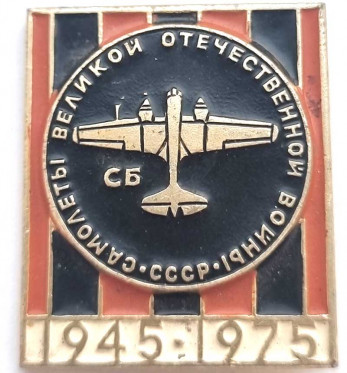 САМОЛЕТЫ ВЕЛИКОЙ ОТЕЧЕСТВЕННОЙ ВОЙНЫ • СССР •
СБ
1945 • 1975